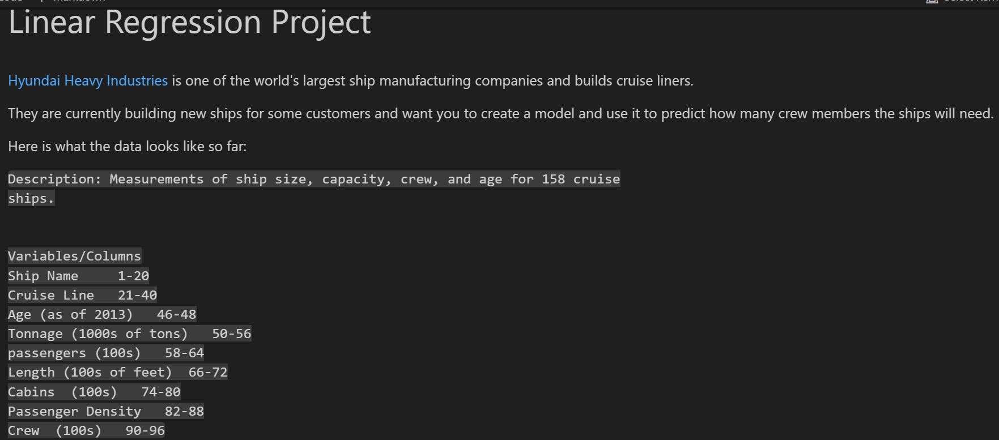 Linear Regression Project
Hyundai Heavy Industries is one of the world's largest ship manufacturing companies and builds cruise liners.
They are currently building new ships for some customers and want you to create a model and use it to predict how many crew members the ships will need.
Here is what the data looks like so far:
Description: Measurements of ship size, capacity, crew, and age for 158 cruise
ships.
Variables/Columns
Ship Name     1-20
Cruise Line   21-40
Age (as of 2013)   46-48
Tonnage (1000s of tons)   50-56
passengers (100s)   58-64
Length (100s of feet)  66-72
Cabins  (100s)   74-80
Passenger Density   82-88
Crew  (100s)   90-96